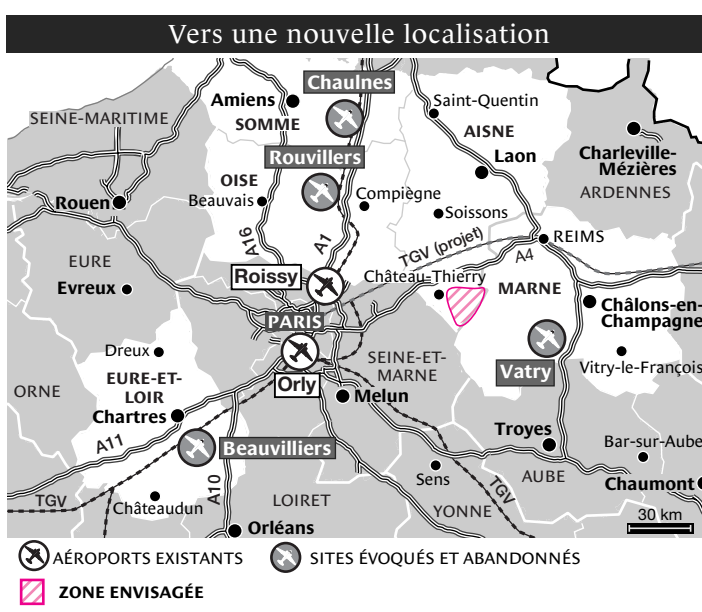 Vers une nouvelle localisation
Chaulnes
Amiens
Saint-Quentin
SEINE-MARITIME
SOMME
AISNE
Rouvillers
Laon
Charleville-
Mézières
OISE
Beauvais
Compiègne
ARDENNES
Rouen
Soissons
A16
A1
TGV (projet)
REIMS
A4
EURE
Roissy
Château-Thierry
MARNE
Evreux
Châlons-en-
Champagne
PARIS
Dreux
SEINE-ET-
MARNE
Vatry
Vitry-le-François
EURE-ET-
LOIR
Orly
ORNE
Melun
Chartres
Troyes
A11
Beauvilliers
Bar-sur-Aube
Sens
AUBE
Chaumont
TGV
Châteaudun
A10
LOIRET
TGV
YONNE
Orléans
30 km
AÉROPORTS EXISTANTS
SITES ÉVOQUÉS ET ABANDONNÉS
ZONE ENVISAGÉE